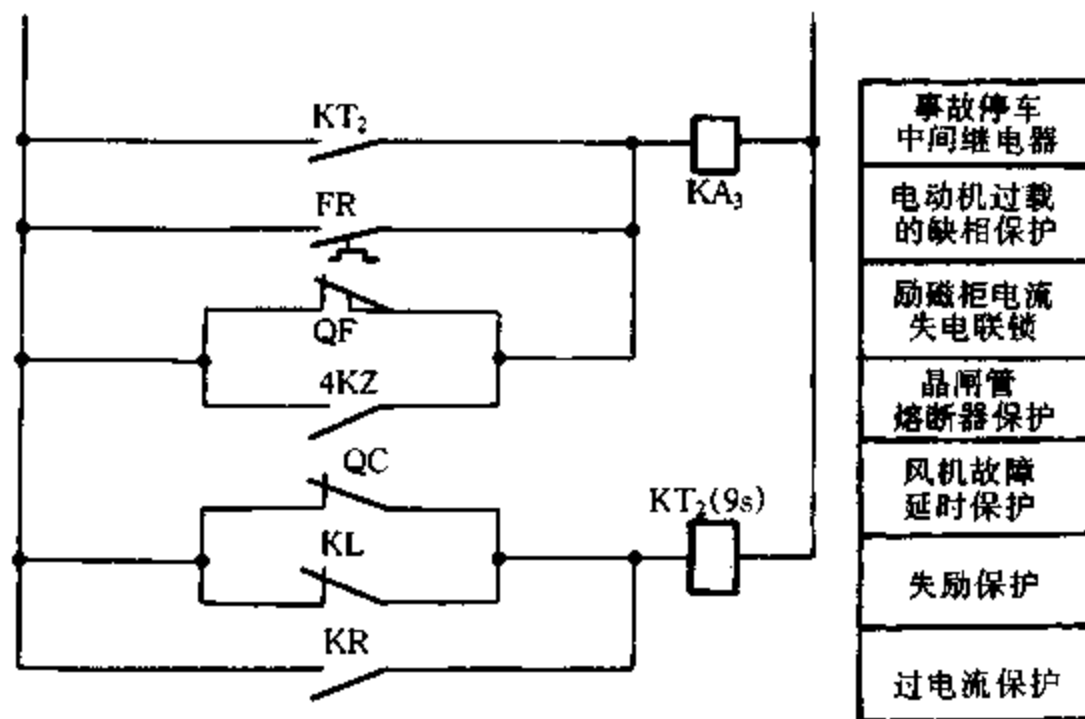 KT₂
KA₃
FR
QF
4KZ
QC
KT₂(9s)
KL
KR
事故停车
中间继电器
电动机过载
的缺相保护
励磁柜电流
失电联锁
晶闸管
熔断器保护
风机故障
延时保护
失励保护
过电流保护